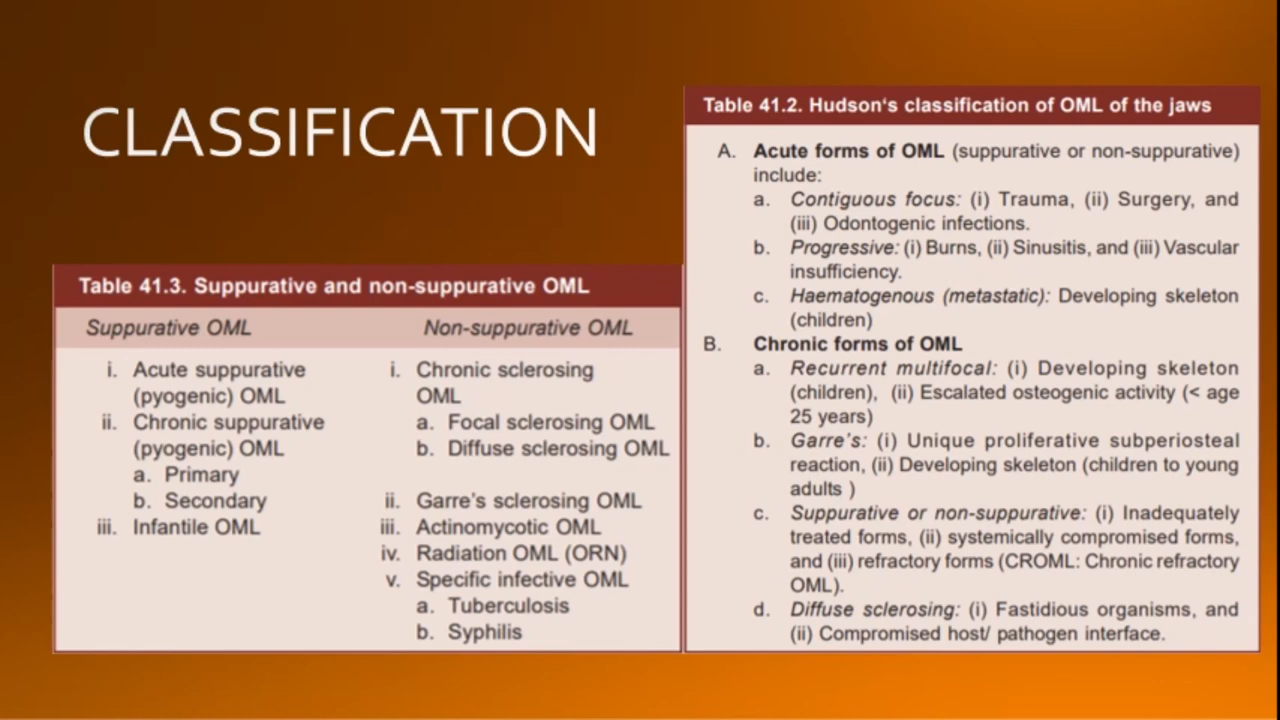 CLASSIFICATION
Table 41.3. Suppurative and non-suppurative OML
Suppurative OML
i. Acute suppurative
(pyogenic) OML
ii. Chronic suppurative
(pyogenic) OML
a. Primary
b. Secondary
iii. Infantile OML
Non-suppurative OML
i. Chronic sclerosing
OML
a. Focal sclerosing OML
b. Diffuse sclerosing OML
ii. Garre's sclerosing OML
iii. Actinomycotic OML
iv. Radiation OML (ORN)
v. Specific infective OML
a. Tuberculosis
b. Syphilis
Table 41.2. Hudson's classification of OML of the jaws
A. Acute forms of OML (suppurative or non-suppurative)
include:
a. Contiguous focus: (i) Trauma, (ii) Surgery, and
(iii) Odontogenic infections.
b. Progressive: (i) Burns, (ii) Sinusitis, and (iii) Vascular
insufficiency.
c. Haematogenous (metastatic): Developing skeleton
(children)
B. Chronic forms of OML
a. Recurrent multifocal: (i) Developing skeleton
(children), (ii) Escalated osteogenic activity (< age
25 years)
b. Garre's: (i) Unique proliferative subperiosteal
reaction, (ii) Developing skeleton (children to young
adults )
c. Suppurative or non-suppurative: (i) Inadequately
treated forms, (ii) systemically compromised forms,
and (iii) refractory forms (CROML: Chronic refractory
OML).
d. Diffuse sclerosing: (i) Fastidious organisms, and
(ii) Compromised host/ pathogen interface.